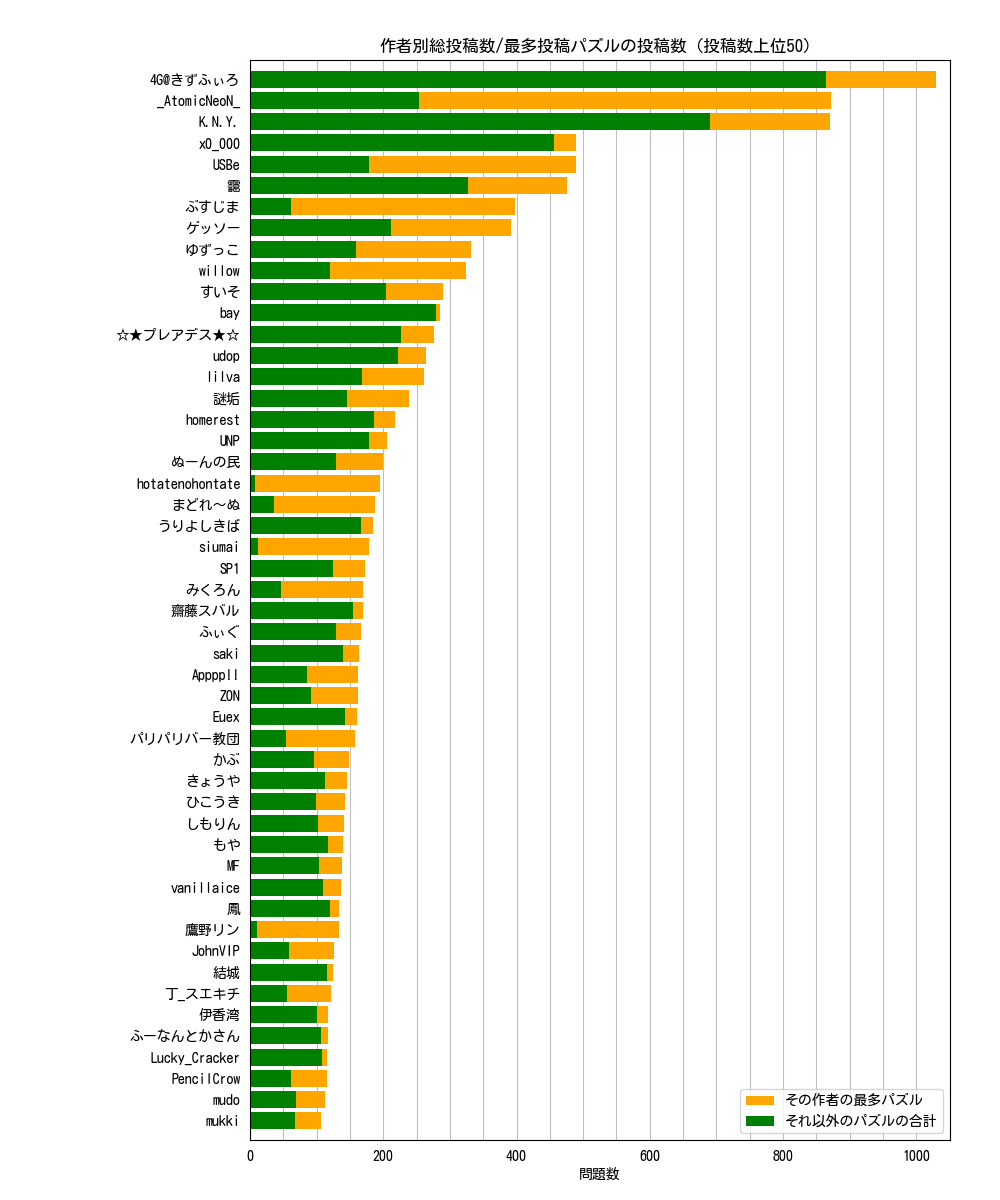 作者別総投稿数/最多投稿パズルの投稿数 (投稿数上位50)
4G@きずふぃろ
_AtomicNeoN_
K.N.Y.
x0_000
USBe
霧
ぶすじま
ゲッソー
ゆずっこ
willow
すいそ
bay
☆★プレアデス★☆
udop
lilva
謎垢
homerest
UNP
ぬーんの民
hotatenohontate
まどれ～ぬ
うりよしきば
siumai
SP1
みくろん
齋藤スバル
ふぃぐ
saki
Appppll
ZON
Euex
パリパリバー教団
かぶ
きょうや
ひこうき
しもりん
もや
MF
vanillaice
鳳
鷹野リン
JohnVIP
結城
丁_スエキチ
伊香湾
ふーなんとかさん
Lucky_Cracker
PencilCrow
mudo
mukki
その作者の最多パズル
それ以外のパズルの合計
0 200 400 600 800 1000
問題数